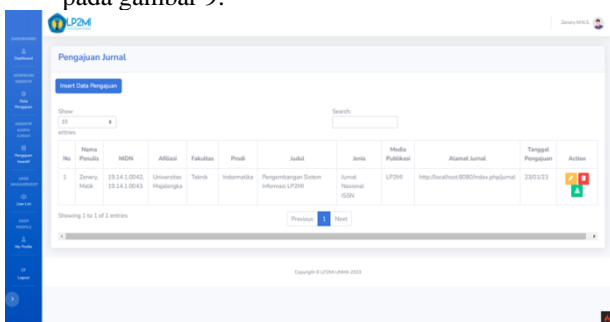 pada gambar 9.
LP2MI
Zenery, Malik, S.
Dashboard
Data
Pengajuan
Pengajuan
Insentif
User List
My Profile
Logout
Pengajuan Jurnal
Insert Data Pengajuan
Show
10
entries
Search:
No Nama Penulis NIDN Afiliasi Fakultas Prodi Judul Jenis Media Publikasi Alamat Jurnal Tanggal Pengajuan Action
1 Zenery, Malik 19.14.1.0042, 19.14.1.0043 Universitas Majalengka Teknik Informatika Pengembangan Sistem Informasi LP2MI Jurnal Nasional ISSN LP2MI http://localhost:8080/index.php/jurnal 23/01/23
Showing 1 to 1 of 1 entries
Previous 1 Next
Copyright © LP2MI UNMA 2023